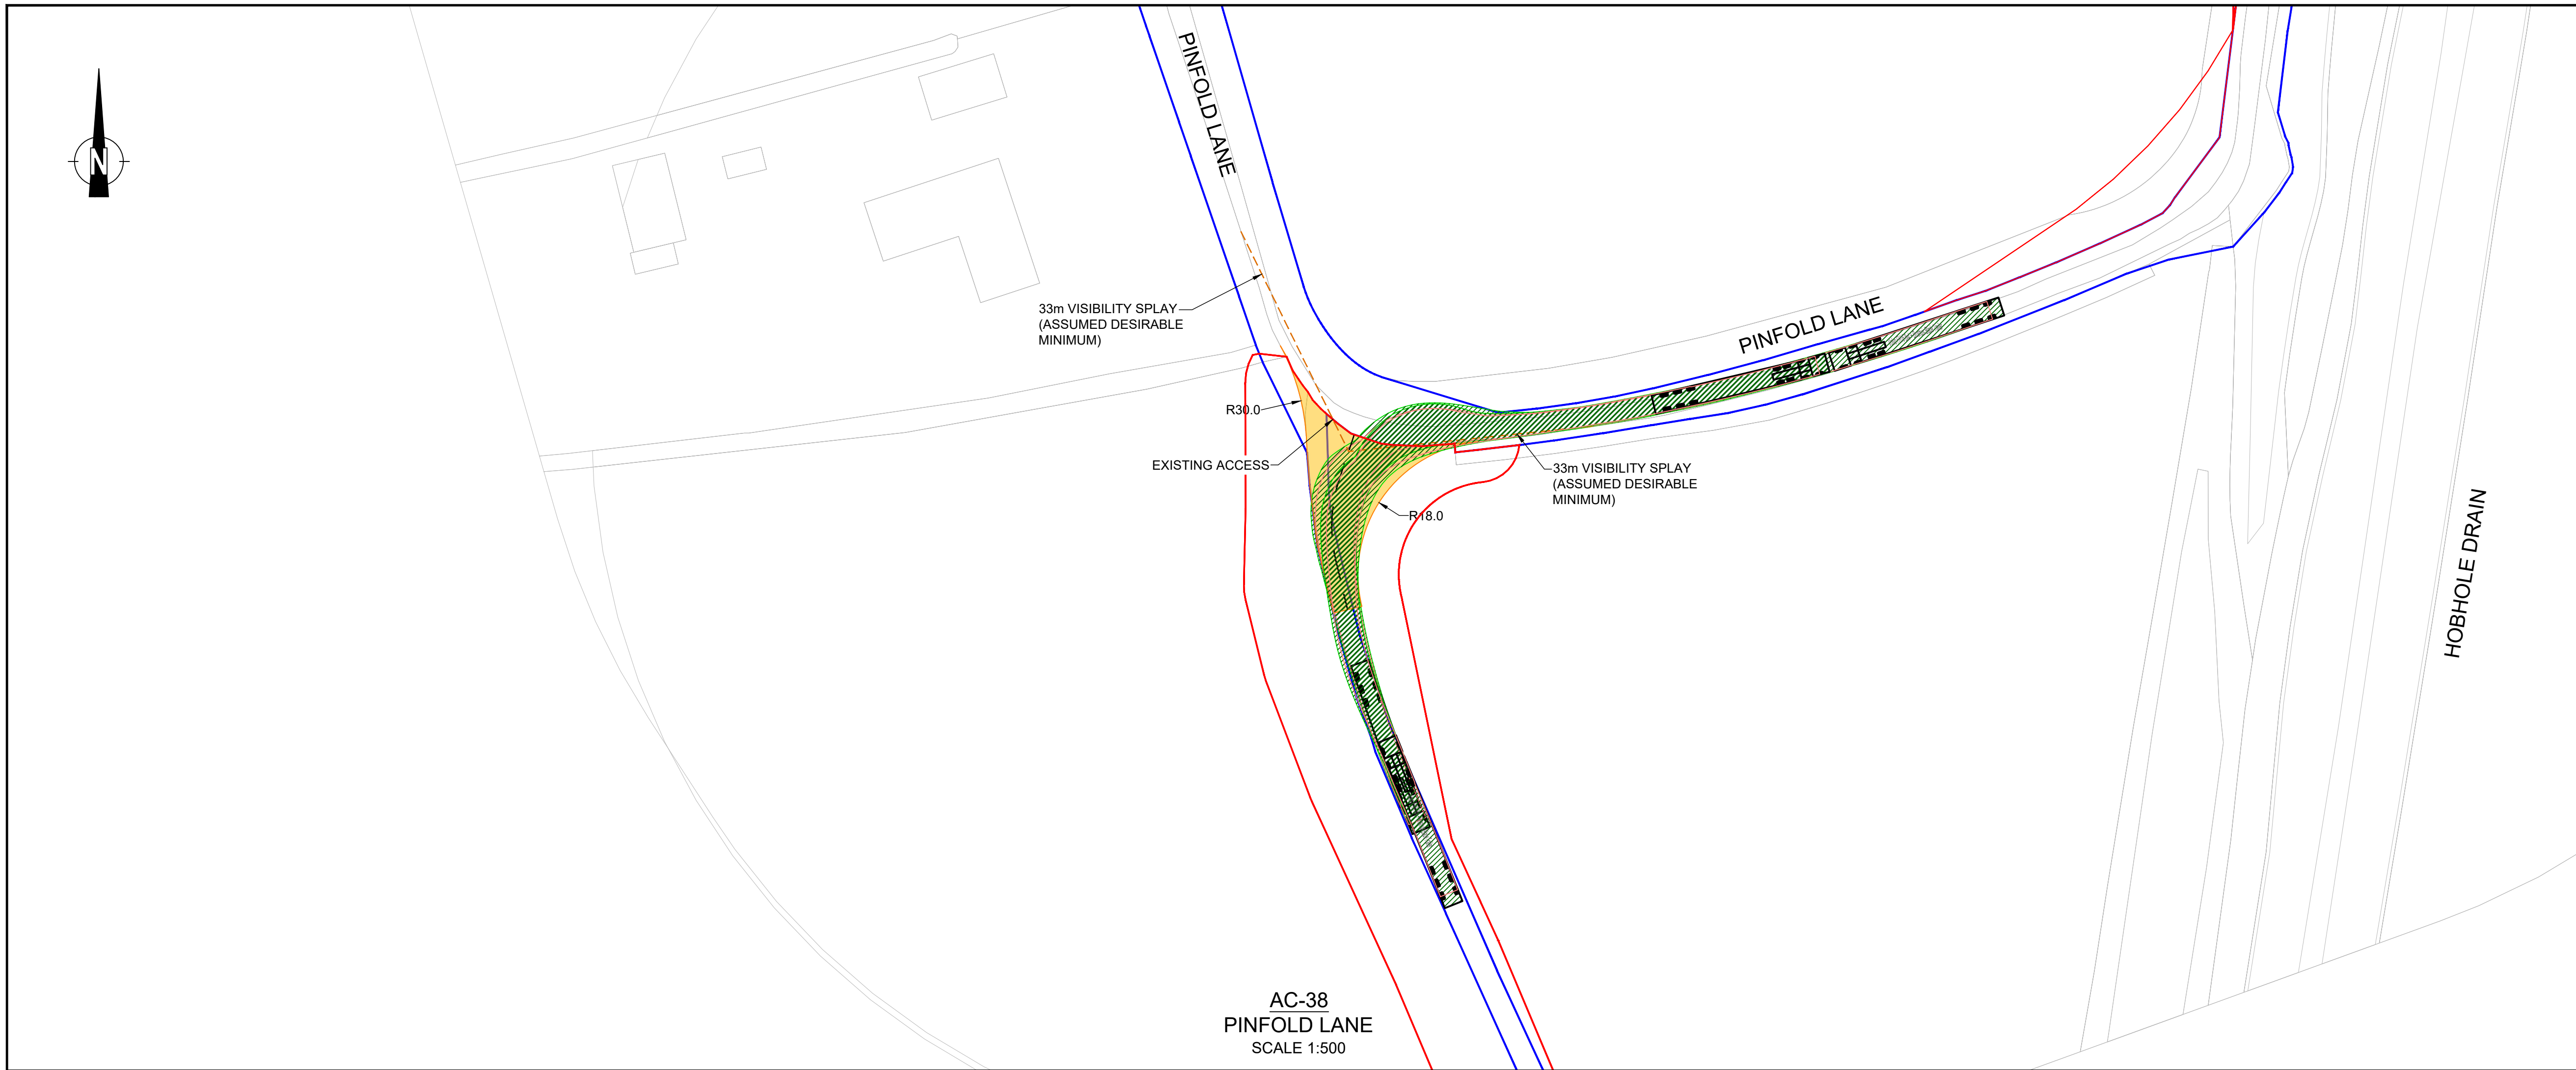 PINFOLD LANE
N
33m VISIBILITY SPLAY
(ASSUMED DESIRABLE
MINIMUM)
PINFOLD LANE
R30.0
EXISTING ACCESS
33m VISIBILITY SPLAY
(ASSUMED DESIRABLE
MINIMUM)
R18.0
HOBHOLE DRAIN
AC-38
PINFOLD LANE
SCALE 1:500